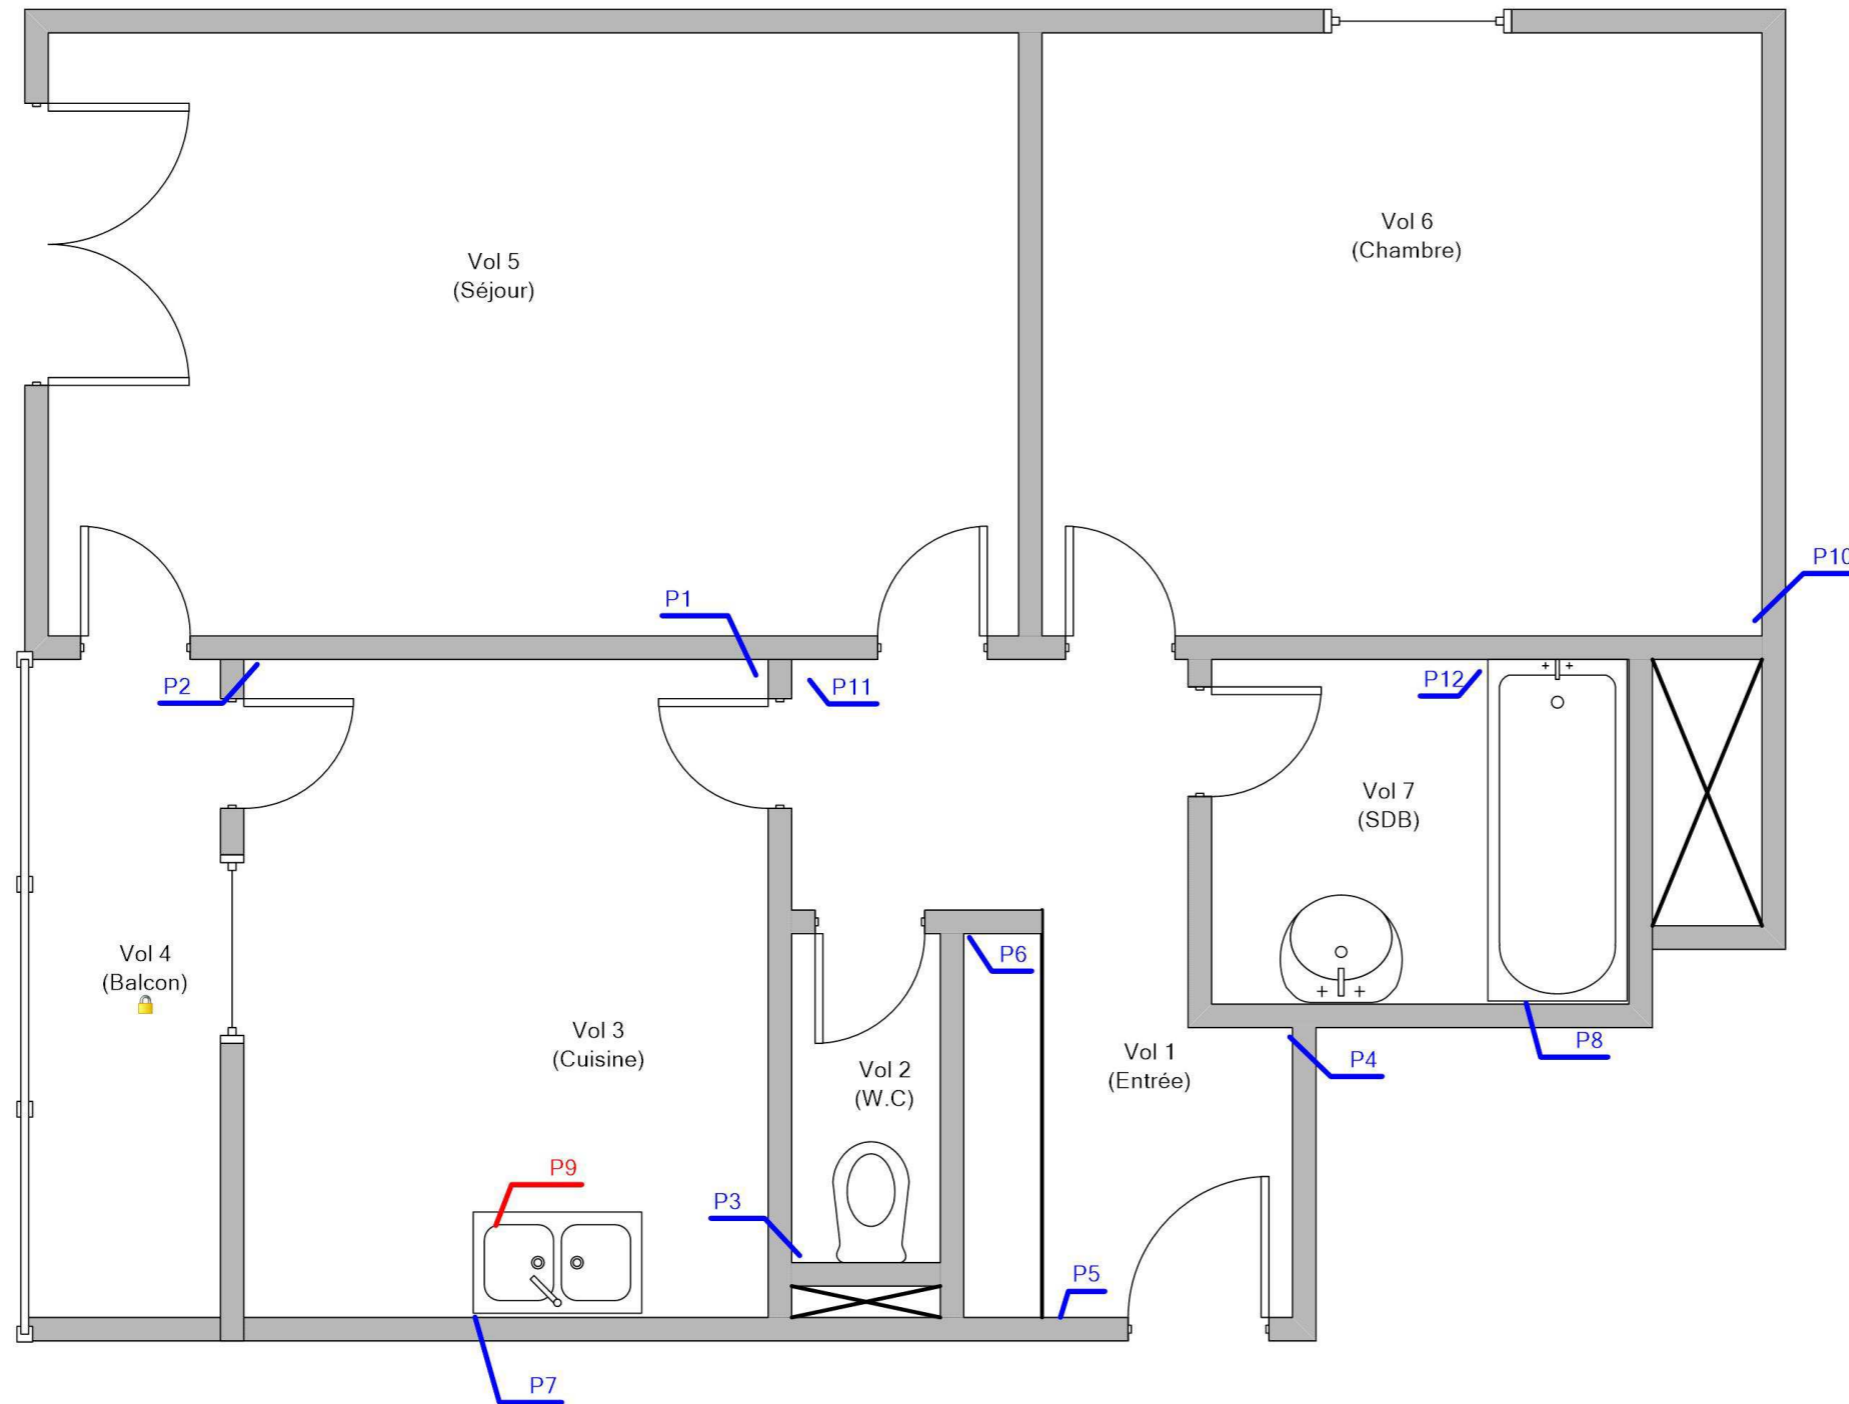 Vol 6
(Chambre)
Vol 5
(Séjour)
P10
P1
P2
P11
P12
Vol 7
(SDB)
Vol 4
(Balcon)
P6
Vol 3
(Cuisine)
Vol 1
(Entrée)
P4
P8
Vol 2
(W.C)
P9
P3
P5
P7